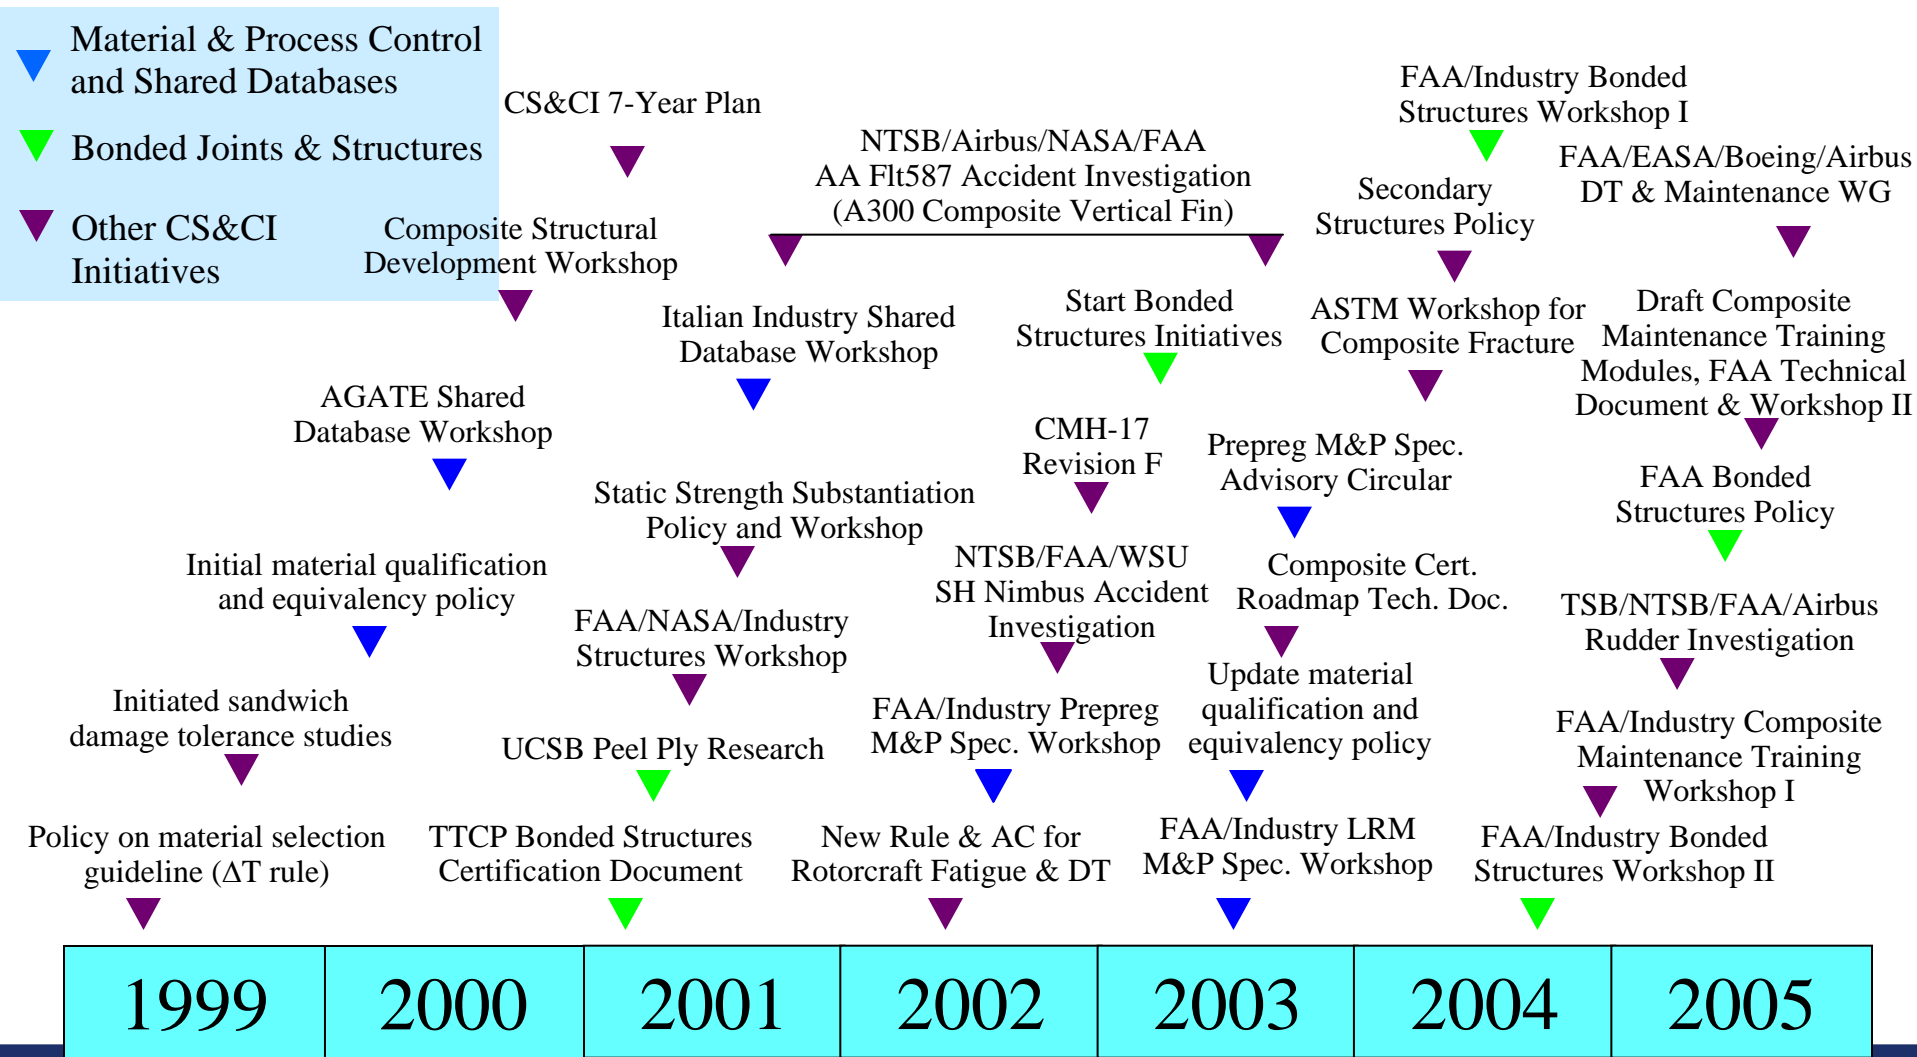 Material & Process Control
and Shared Databases
Bonded Joints & Structures
Other CS&CI
Initiatives
CS&CI 7-Year Plan
Composite Structural
Development Workshop
NTSB/Airbus/NASA/FAA
AA Flt587 Accident Investigation
(A300 Composite Vertical Fin)
FAA/Industry Bonded
Structures Workshop I
FAA/EASA/Boeing/Airbus
DT & Maintenance WG
Secondary
Structures Policy
Italian Industry Shared
Database Workshop
Start Bonded
Structures Initiatives
ASTM Workshop for
Composite Fracture
Draft Composite
Maintenance Training
Modules, FAA Technical
Document & Workshop II
AGATE Shared
Database Workshop
CMH-17
Revision F
Prepreg M&P Spec.
Advisory Circular
Static Strength Substantiation
Policy and Workshop
FAA Bonded
Structures Policy
Initial material qualification
and equivalency policy
NTSB/FAA/WSU
SH Nimbus Accident
Investigation
Composite Cert.
Roadmap Tech. Doc.
FAA/NASA/Industry
Structures Workshop
TSB/NTSB/FAA/Airbus
Rudder Investigation
Initiated sandwich
damage tolerance studies
UCSB Peel Ply Research
FAA/Industry Prepreg
M&P Spec. Workshop
Update material
qualification and
equivalency policy
FAA/Industry Composite
Maintenance Training
Workshop I
Policy on material selection
guideline (ΔT rule)
TTCP Bonded Structures
Certification Document
New Rule & AC for
Rotorcraft Fatigue & DT
FAA/Industry LRM
M&P Spec. Workshop
FAA/Industry Bonded
Structures Workshop II
1999
2000
2001
2002
2003
2004
2005